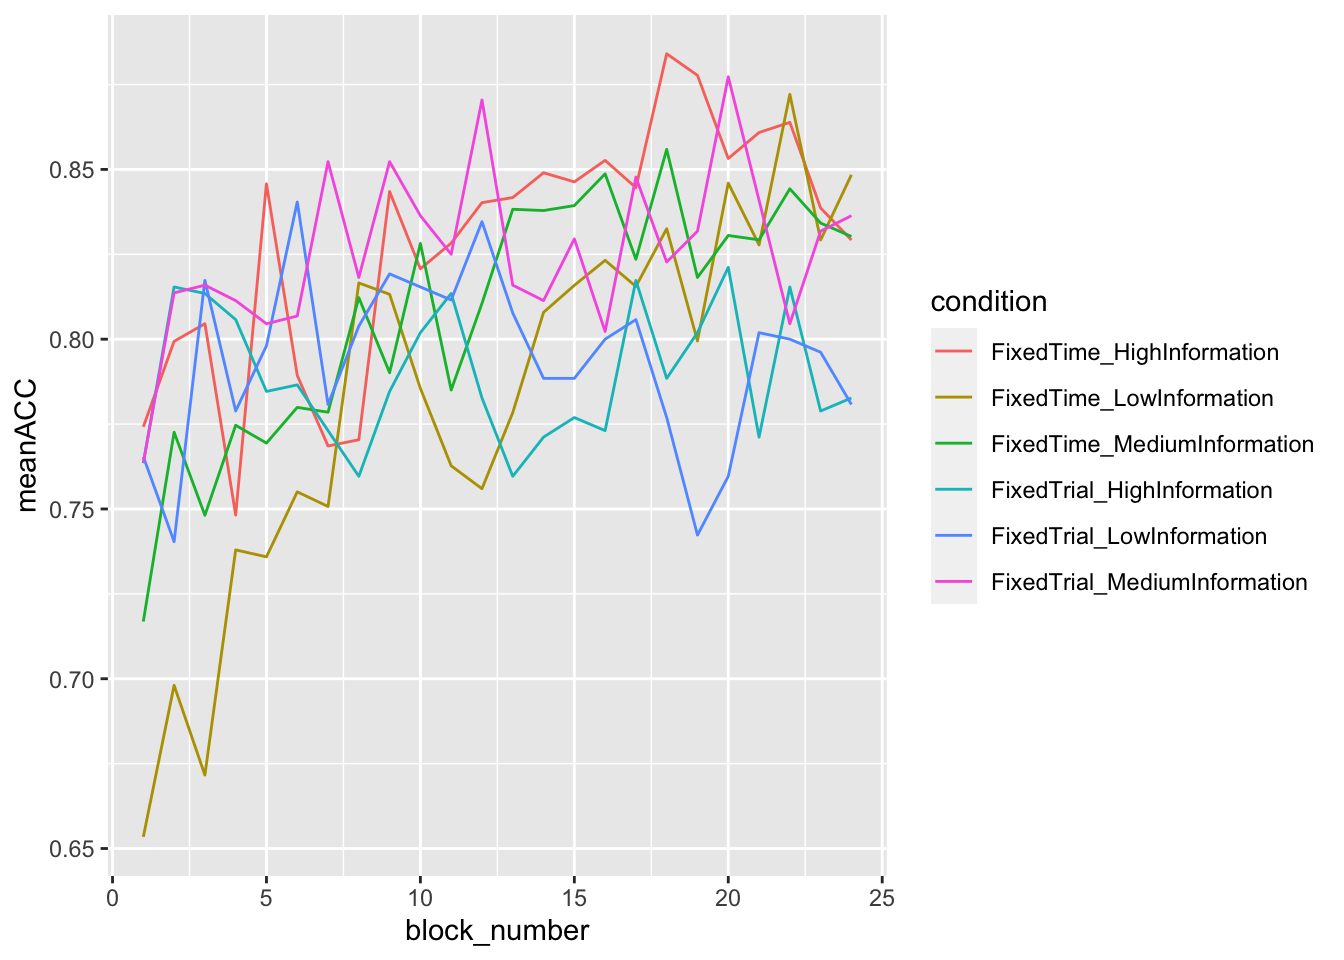 meanACC
0.85
0.80
0.75
0.70
0.65
0
5
10
15
20
25
block_number
condition
FixedTime_HighInformation
FixedTime_LowInformation
FixedTime_MediumInformation
FixedTrial_HighInformation
FixedTrial_LowInformation
FixedTrial_MediumInformation